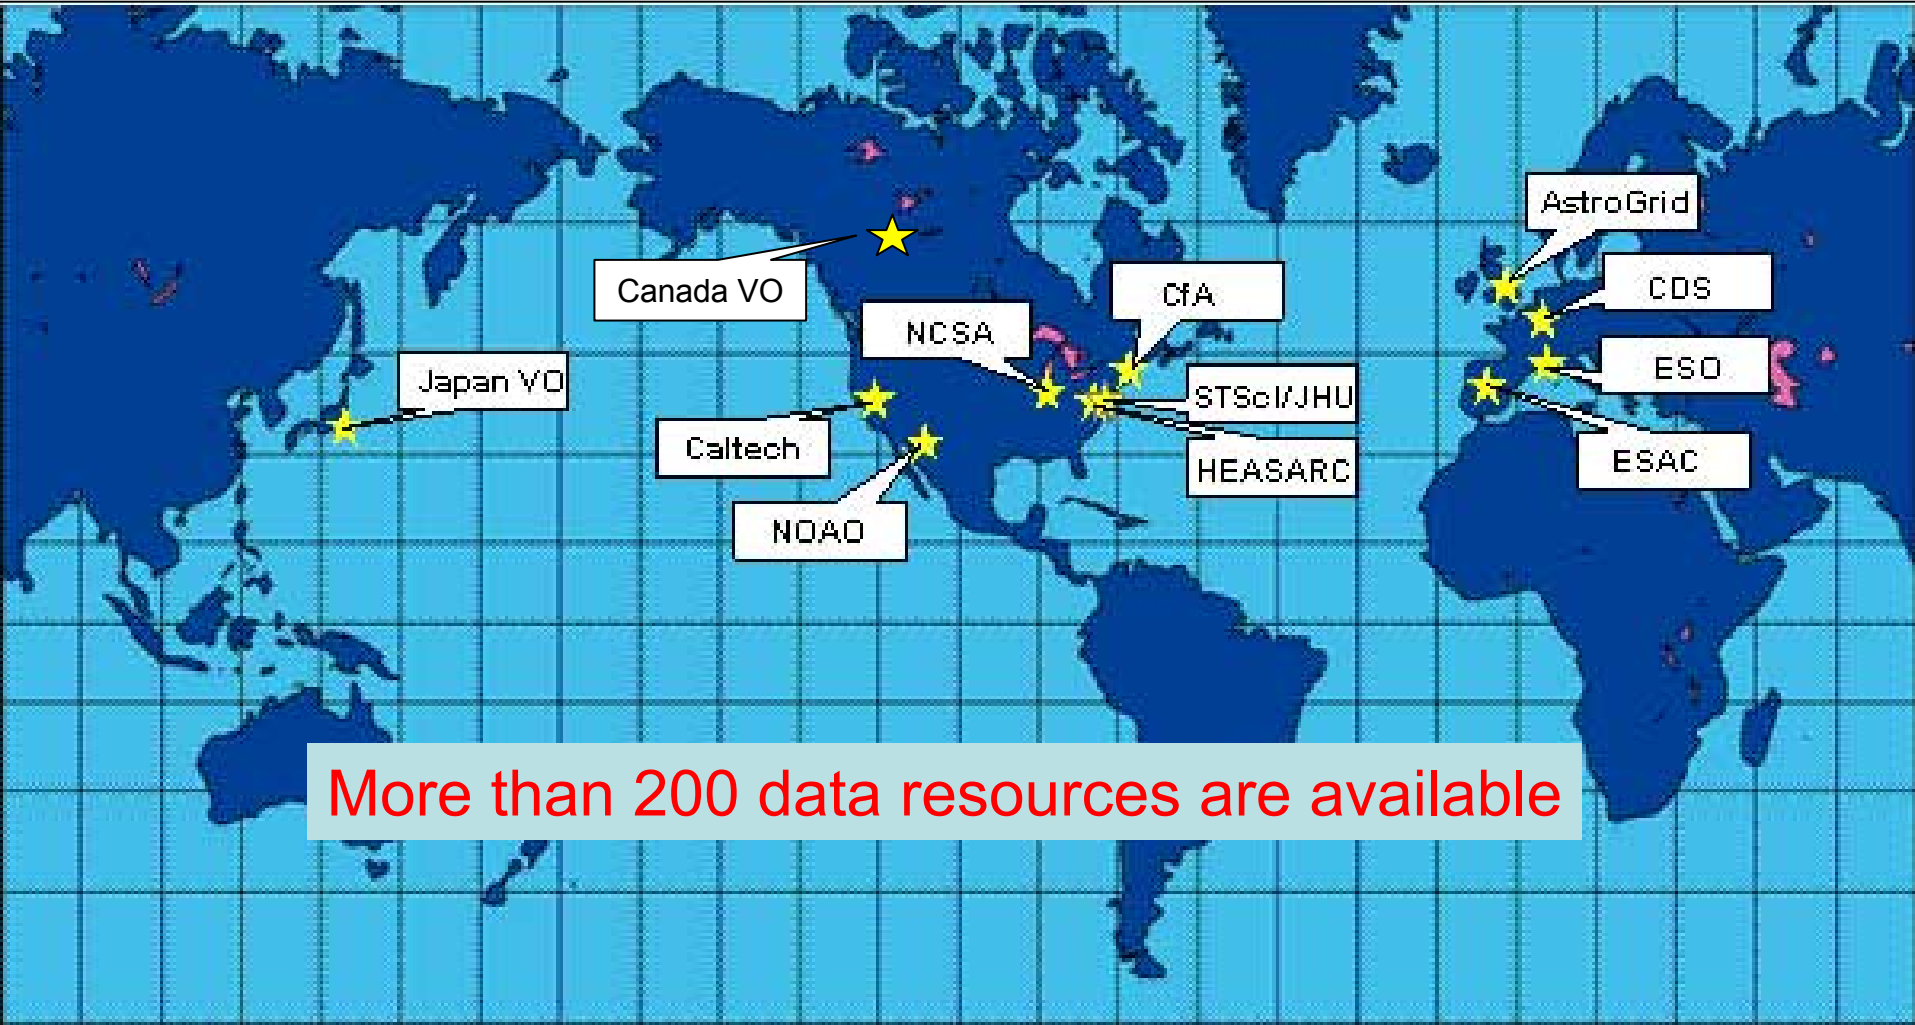 AstroGrid
Canada VO
CfA
CDS
NCSA
Japan VO
ESO
STScI/JHU
Caltech
HEASARC
ESAC
NOAO
More than 200 data resources are available